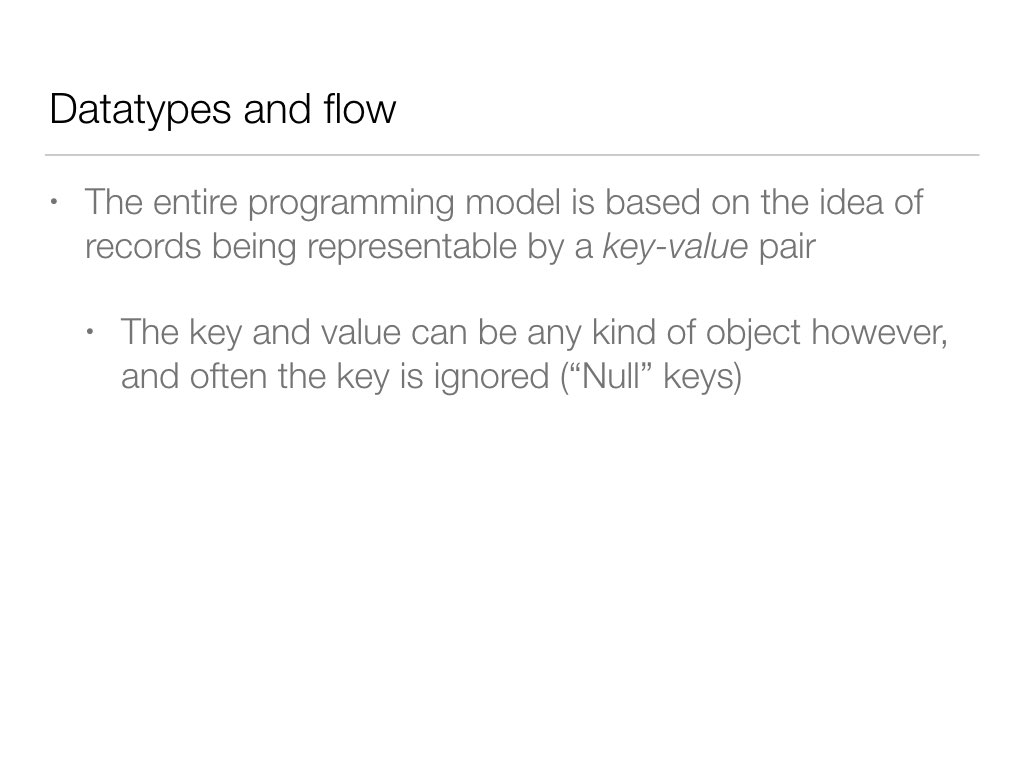 Datatypes and flow
• The entire programming model is based on the idea of
records being representable by a key-value pair
• The key and value can be any kind of object however,
and often the key is ignored (“Null” keys)